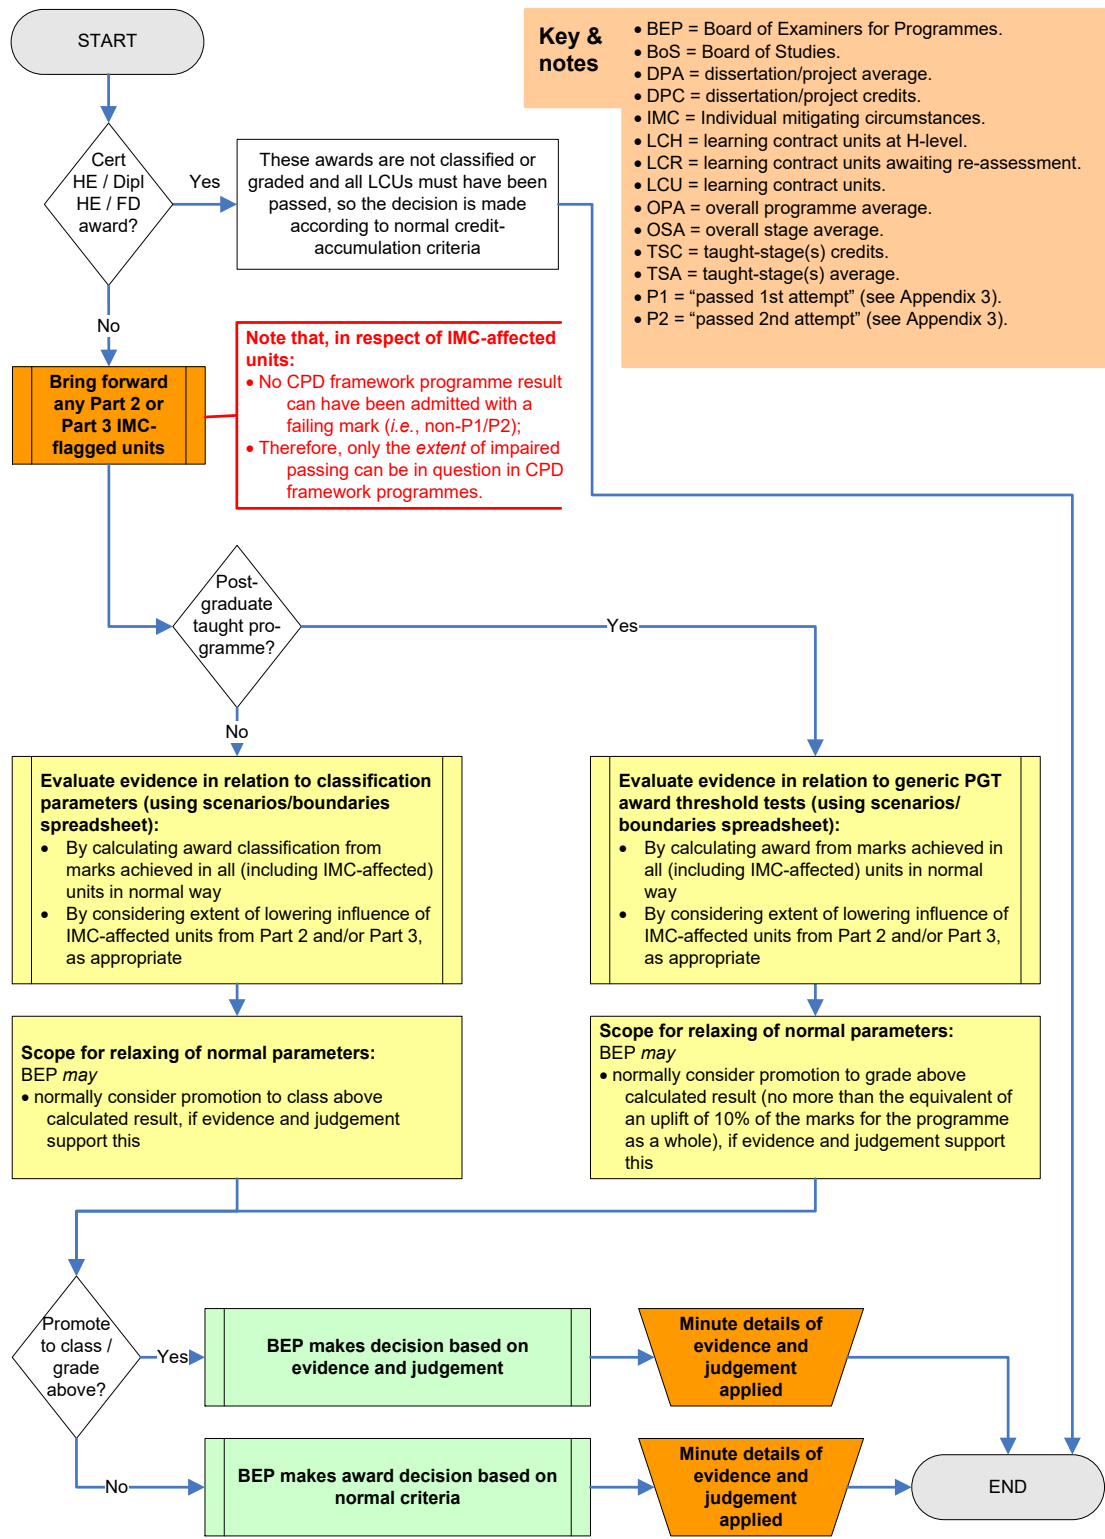 START
Key &
notes
• BEP = Board of Examiners for Programmes.
• BoS = Board of Studies.
• DPA = dissertation/project average.
• DPC = dissertation/project credits.
• IMC = Individual mitigating circumstances.
• LCH = learning contract units at H-level.
• LCR = learning contract units awaiting re-assessment.
• LCU = learning contract units.
• OPA = overall programme average.
• OSA = overall stage average.
• TSC = taught-stage(s) credits.
• TSA = taught-stage(s) average.
• P1 = “passed 1st attempt” (see Appendix 3).
• P2 = “passed 2nd attempt” (see Appendix 3).
Cert
HE / Dipl
HE / FD
award?
Yes
These awards are not classified or
graded and all LCUs must have been
passed, so the decision is made
according to normal credit-
accumulation criteria
No
Bring forward
any Part 2 or
Part 3 IMC-
flagged units
Note that, in respect of IMC-affected
units:
• No CPD framework programme result
can have been admitted with a
failing mark (i.e., non-P1/P2);
• Therefore, only the extent of impaired
passing can be in question in CPD
framework programmes.
Post-
graduate
taught pro-
gramme?
Yes
No
Evaluate evidence in relation to classification
parameters (using scenarios/boundaries
spreadsheet):
• By calculating award classification from
marks achieved in all (including IMC-affected)
units in normal way
• By considering extent of lowering influence of
IMC-affected units from Part 2 and/or Part 3,
as appropriate
Evaluate evidence in relation to generic PGT
award threshold tests (using scenarios/
boundaries spreadsheet):
• By calculating award from marks achieved in
all (including IMC-affected) units in normal
way
• By considering extent of lowering influence of
IMC-affected units from Part 2 and/or Part 3,
as appropriate
Scope for relaxing of normal parameters:
BEP may
• normally consider promotion to class above
calculated result, if evidence and judgement
support this
Scope for relaxing of normal parameters:
BEP may
• normally consider promotion to grade above
calculated result (no more than the equivalent of
an uplift of 10% of the marks for the programme
as a whole), if evidence and judgement support
this
Promote
to class /
grade
above?
Yes
BEP makes decision based on
evidence and judgement
Minute details of
evidence and
judgement
applied
No
BEP makes award decision based on
normal criteria
Minute details of
evidence and
judgement
applied
END